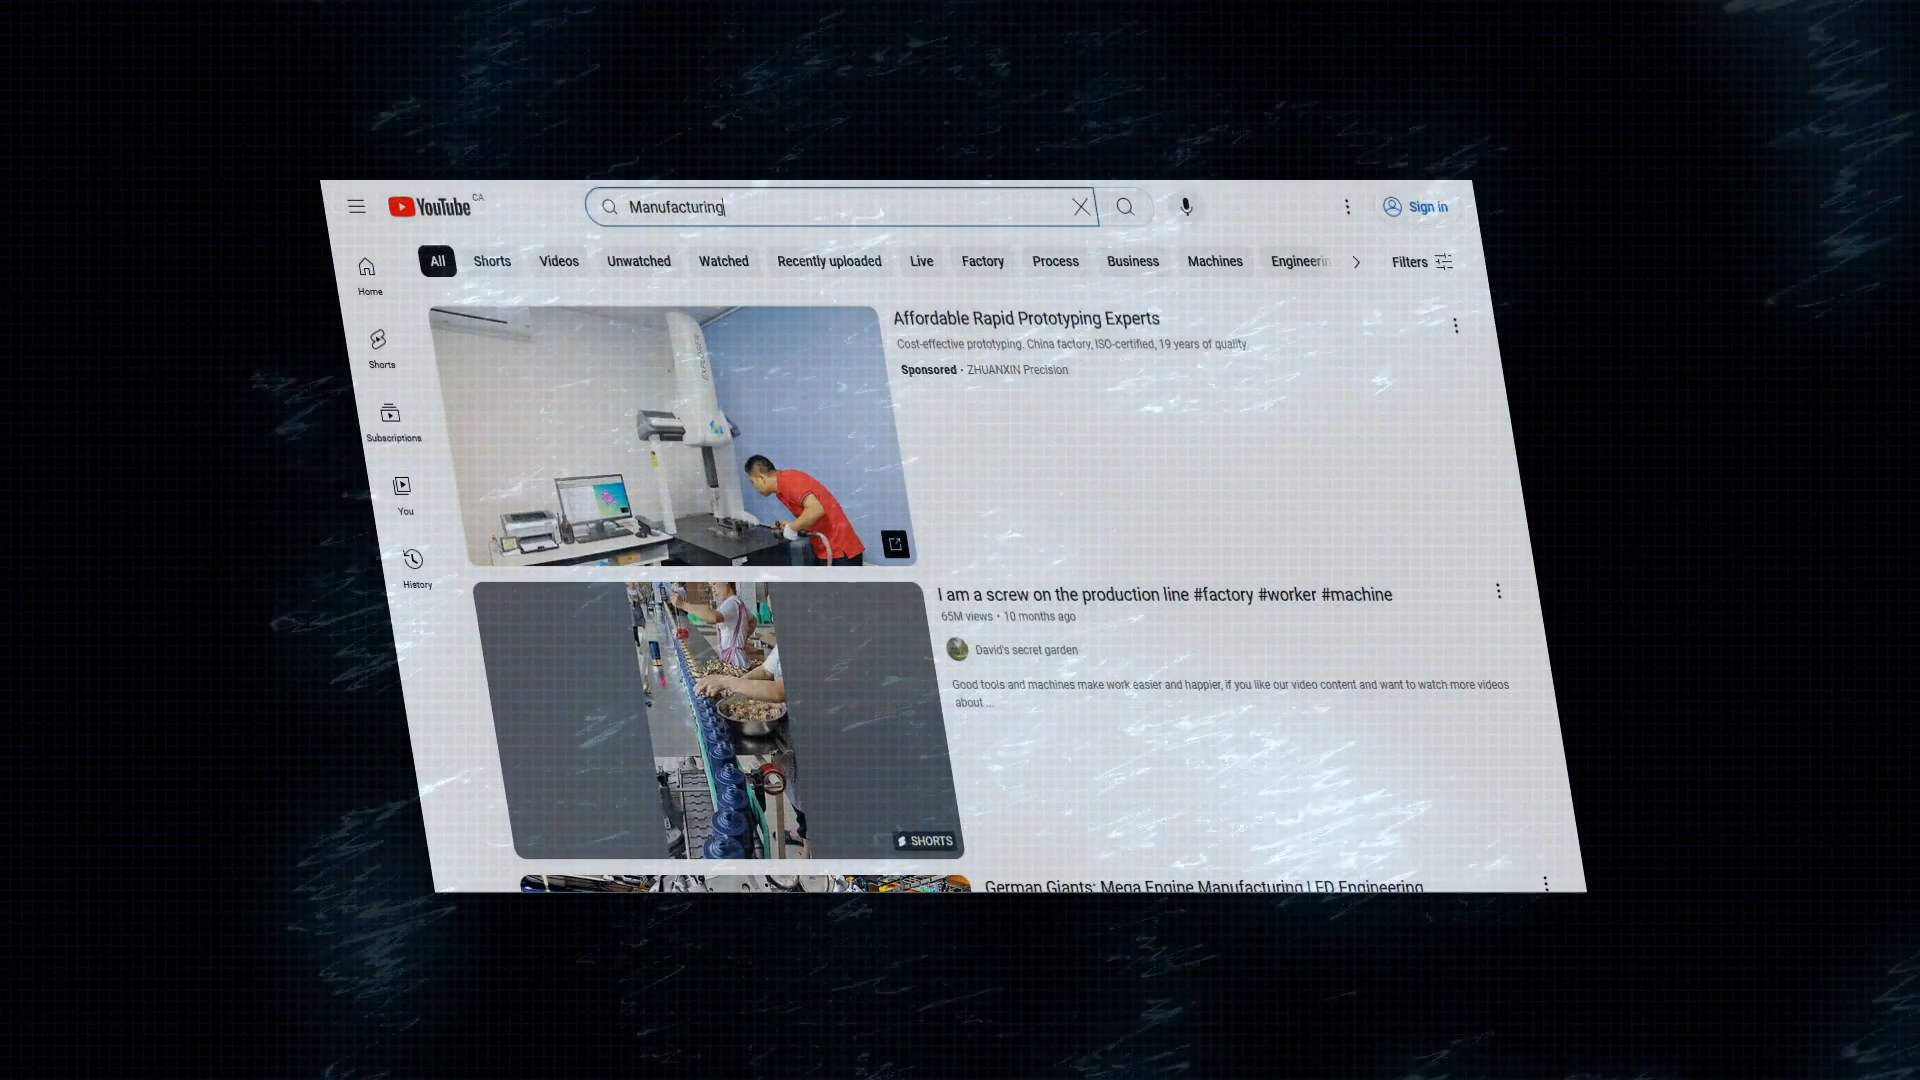 YouTube CA
Manufacturing
Sign in
All Shorts Videos Unwatched Watched Recently uploaded Live Factory Process Business Machines Engineerin Filters
Home
Shorts
Subscriptions
You
History
Affordable Rapid Prototyping Experts
Cost-effective prototyping. China factory, ISO-certified, 19 years of quality.
Sponsored · ZHUANXIN Precision
EXPLORER
I am a screw on the production line #factory #worker #machine
65M views • 10 months ago
David's secret garden
Good tools and machines make work easier and happier, if you like our video content and want to watch more videos
about ...
SHORTS
German Giants: Mega Engine Manufacturing LED Engineering